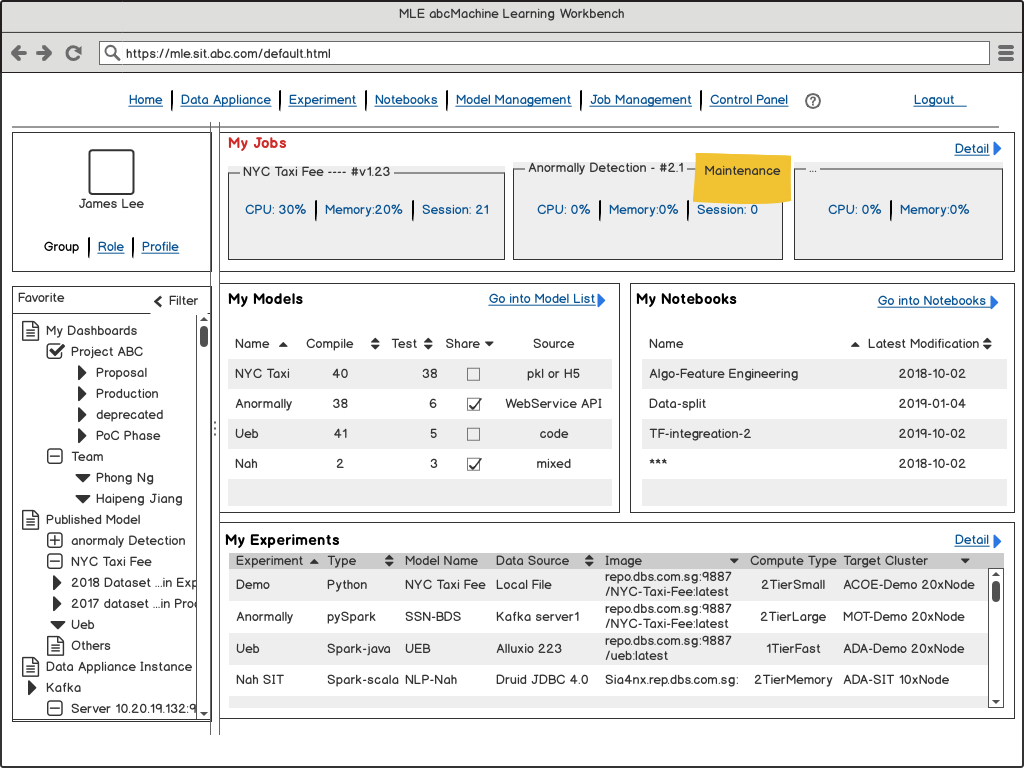 MLE abcMachine Learning Workbench
https://mle.sit.abc.com/default.html
Home Data Appliance Experiment Notebooks Model Management Job Management Control Panel ? Logout
James Lee
Group Role Profile
My Jobs Detail
NYC Taxi Fee ---- #v1.23
CPU: 30% Memory:20% Session: 21
Anormally Detection - #2.1
Maintenance
CPU: 0% Memory:0% Session: 0
...
CPU: 0% Memory:0%
Favorite Filter
My Dashboards
Project ABC
Proposal
Production
deprecated
PoC Phase
Team
Phong Ng
Haipeng Jiang
Published Model
anormaly Detection
NYC Taxi Fee
2018 Dataset ...in Exp
2017 dataset ...in Pro
Ueb
Others
Data Appliance Instance
Kafka
Server 10.20.19.132:9
My Models Go into Model List
Name Compile Test Share Source
NYC Taxi 40 38 pkl or H5
Anormally 38 6 WebService API
Ueb 41 5 code
Nah 2 3 mixed
My Notebooks Go into Notebooks
Name Latest Modification
Algo-Feature Engineering 2018-10-02
Data-split 2019-01-04
TF-integreation-2 2019-10-02
*** 2018-10-02
My Experiments Detail
Experiment Type Model Name Data Source Image Compute Type Target Cluster
Demo Python NYC Taxi Fee Local File repo.dbs.com.sg:9887 2TierSmall ACOE-Demo 20xNode
/NYC-Taxi-Fee:latest
Anormally pySpark SSN-BDS Kafka server1 repo.dbs.com.sg:9887 2TierLarge MOT-Demo 20xNode
/NYC-Taxi-Fee:latest
Ueb Spark-java UEB Alluxio 223 repo.dbs.com.sg:9887 1TierFast ADA-Demo 20xNode
/ueb:latest
Nah SIT Spark-scala NLP-Nah Druid JDBC 4.0 Sia4nx.rep.dbs.com.sg: 2TierMemory ADA-SIT 10xNode